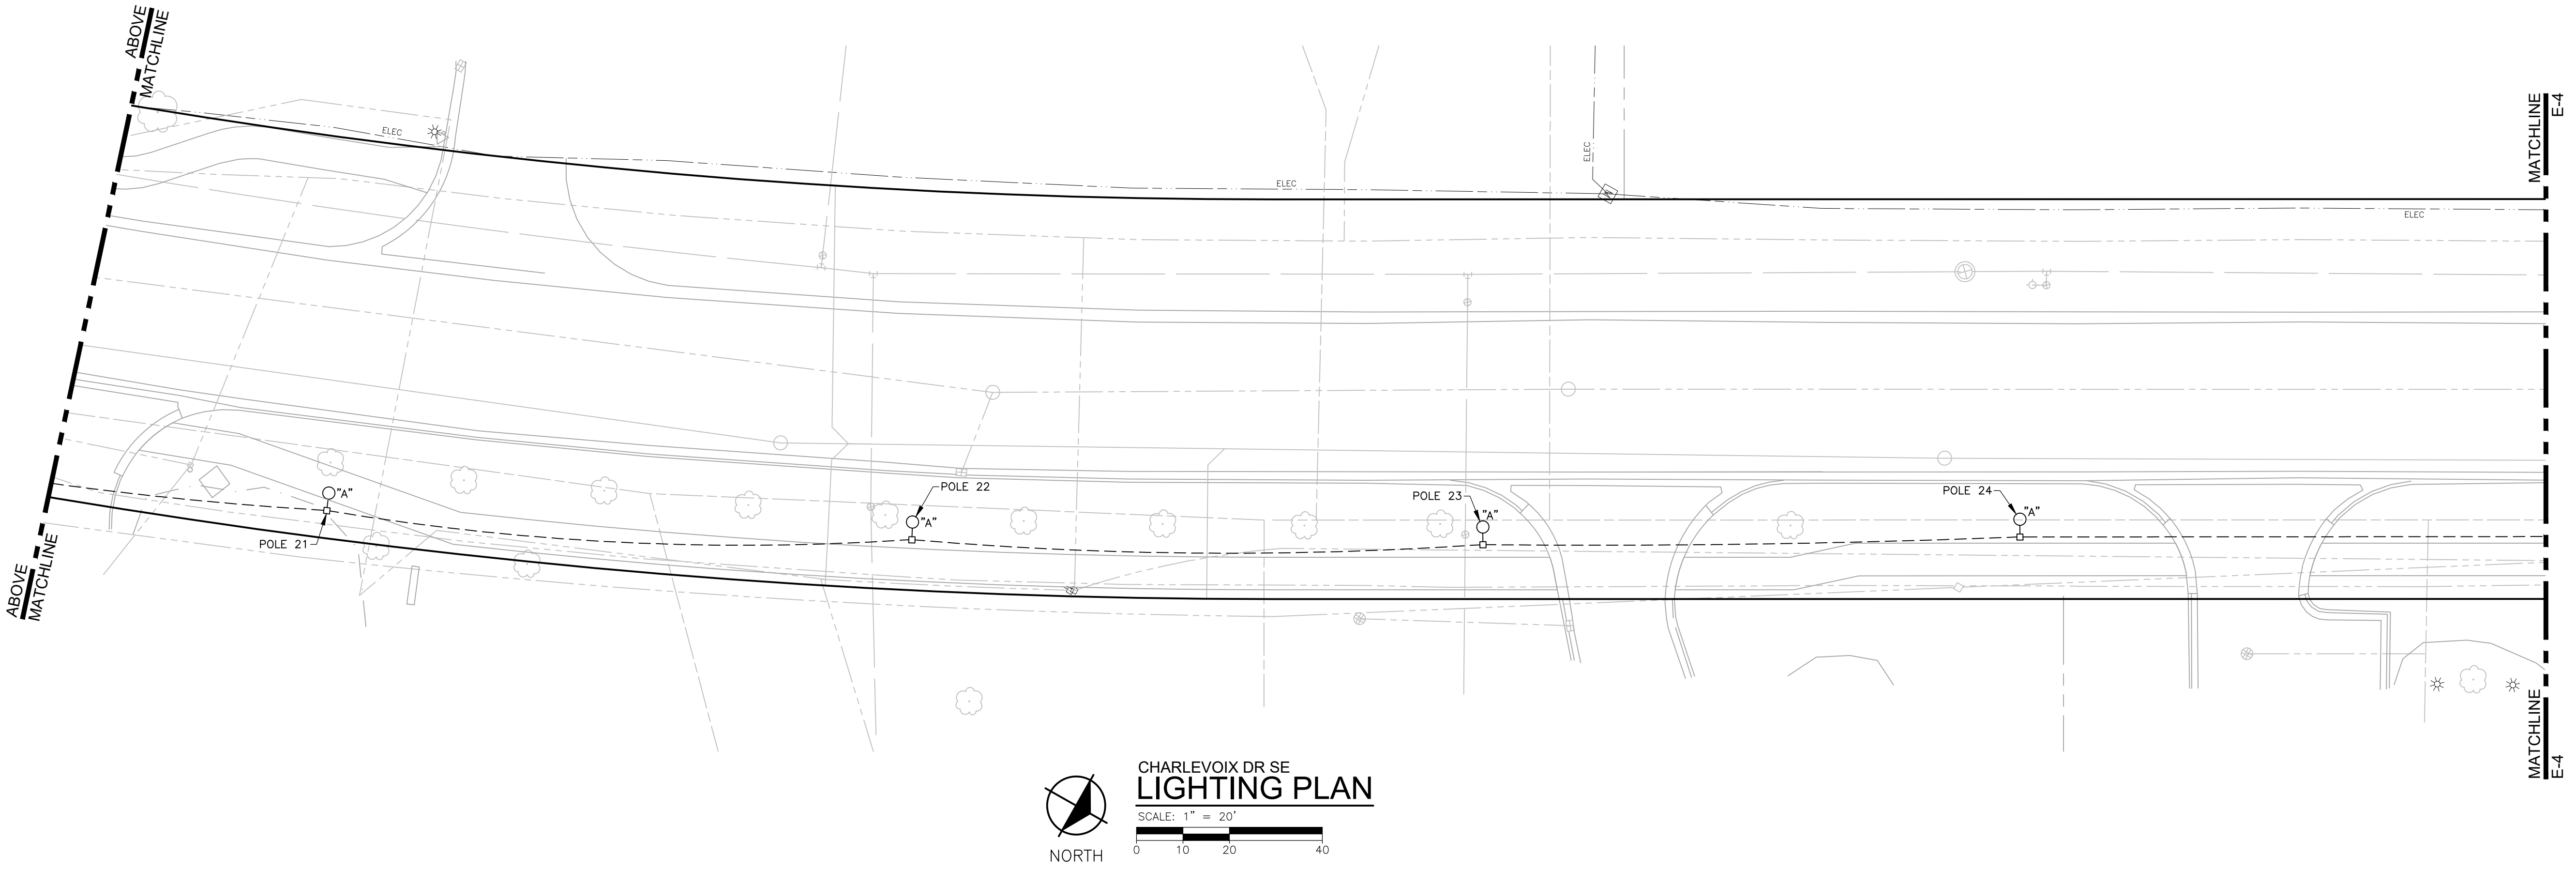 ABOVE
MATCHLINE
MATCHLINE
E-4
ELEC
ELEC
ELEC
ELEC
"A"
POLE 21
POLE 22
"A"
POLE 23
"A"
POLE 24
"A"
ABOVE
MATCHLINE
MATCHLINE
E-4
CHARLEVOIX DR SE
LIGHTING PLAN
SCALE: 1" = 20'
0 10 20 40
NORTH